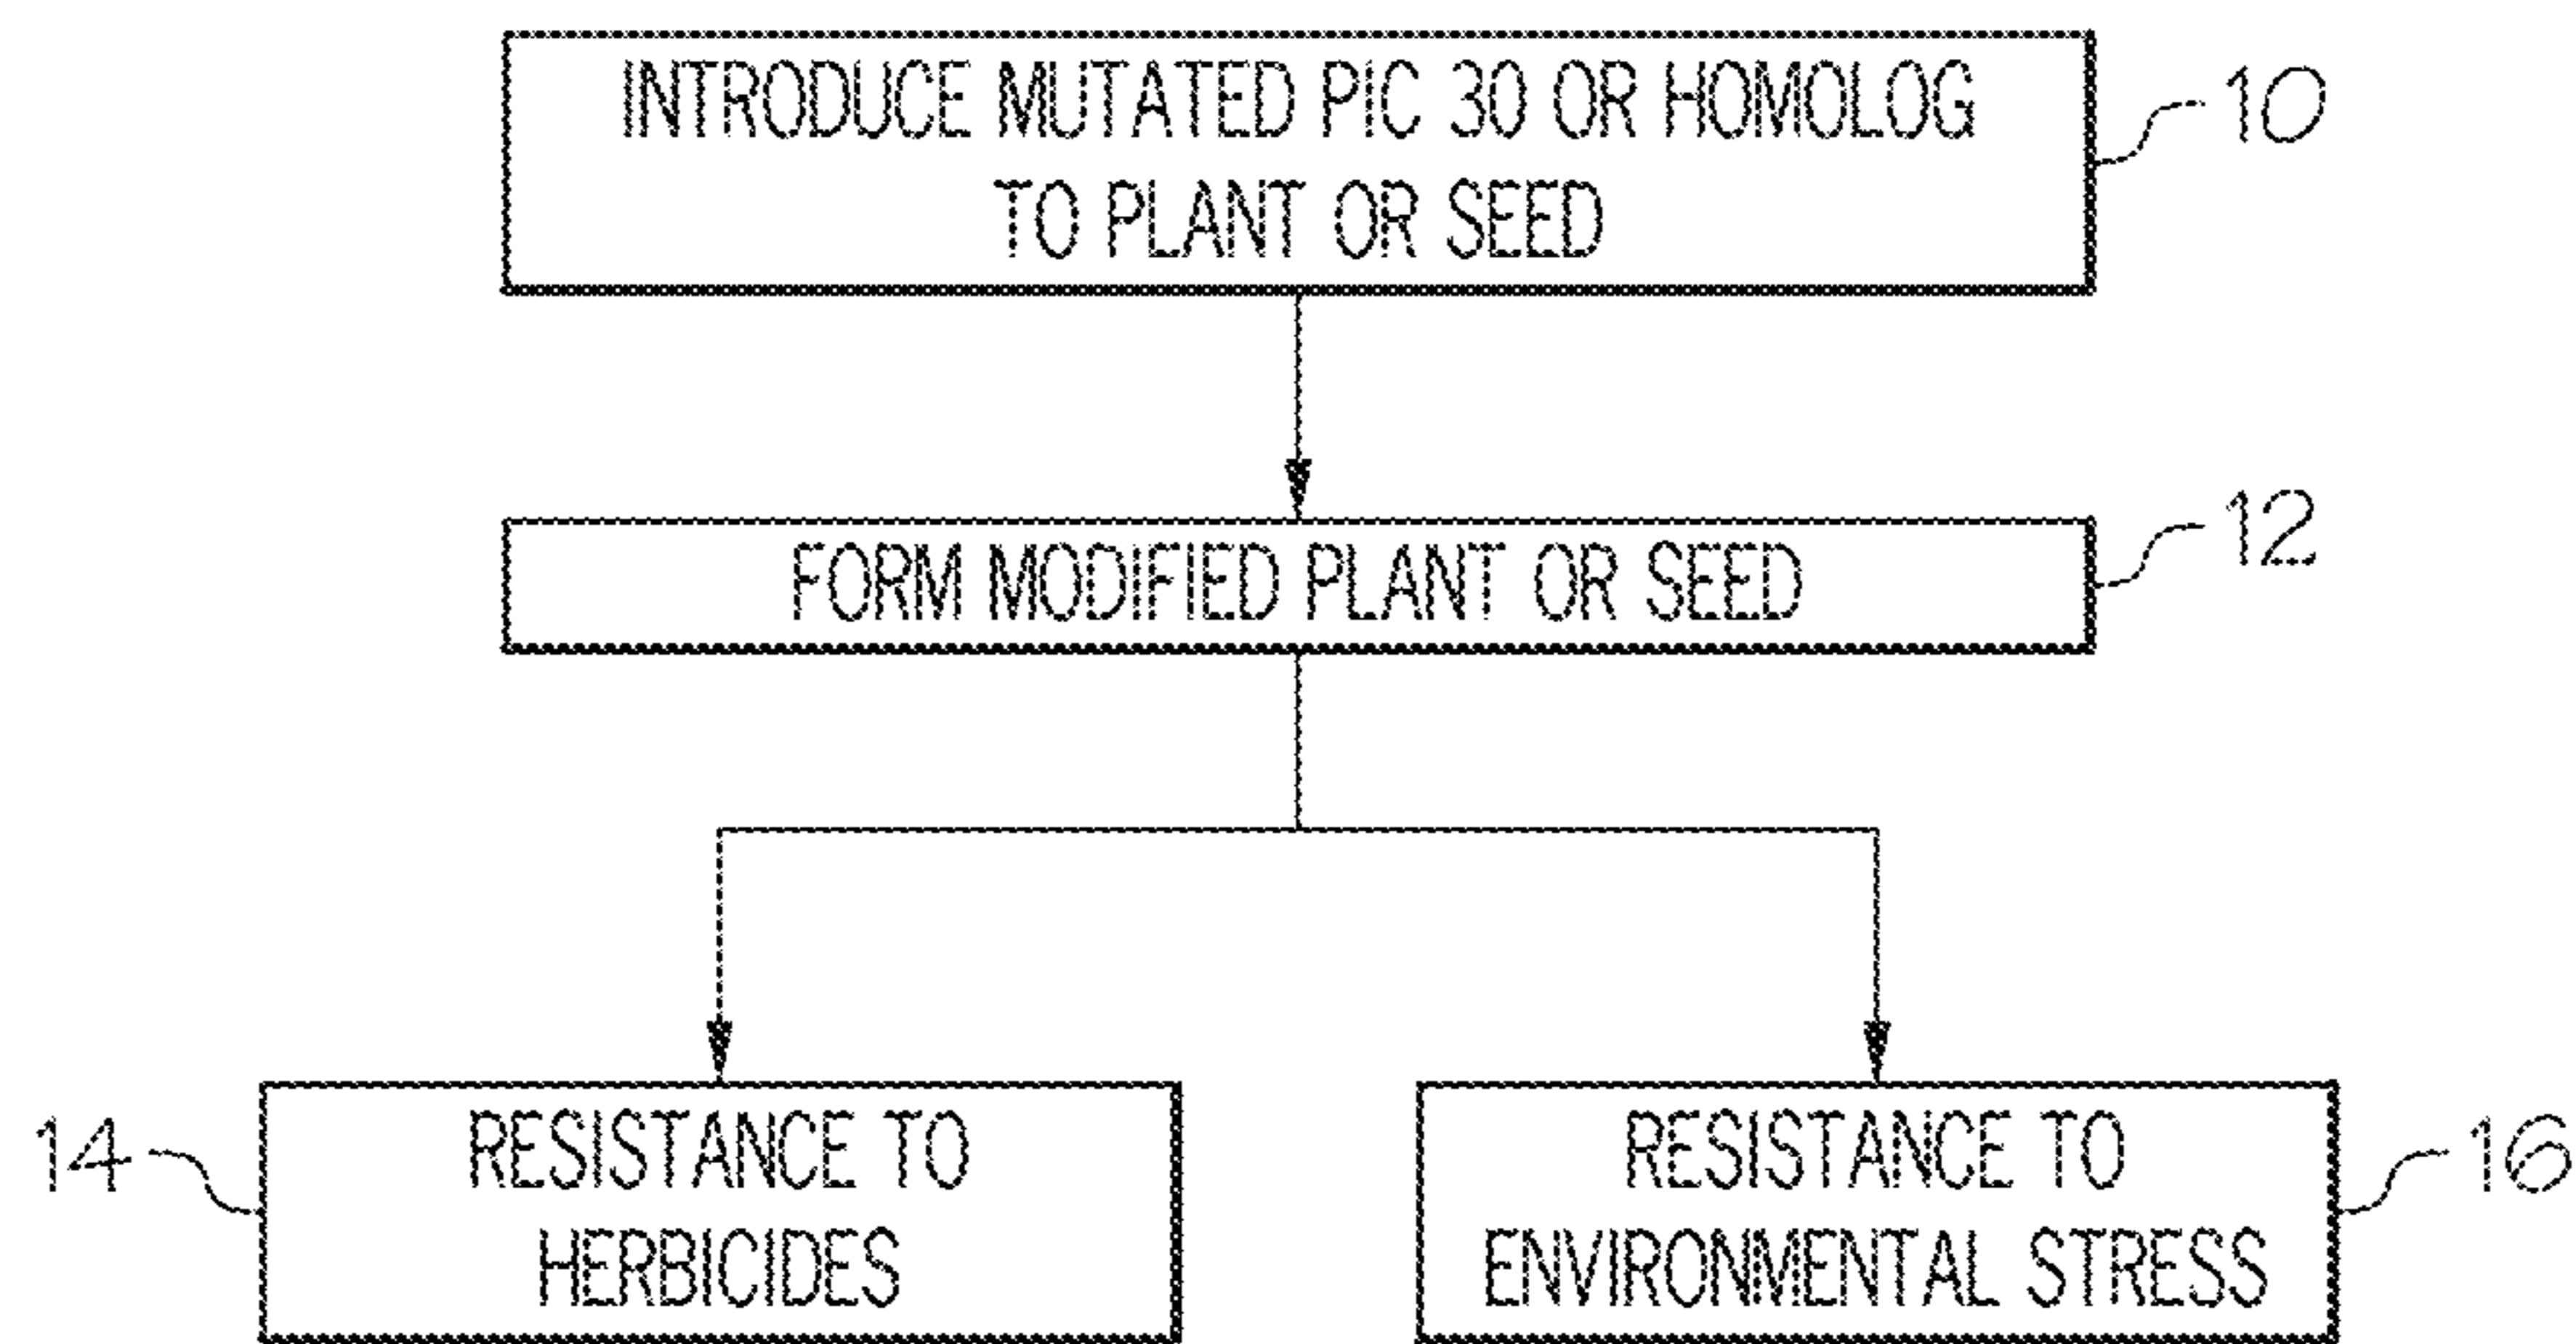 INTRODUCE MUTATED PIC 30 OR HOMOLOG
TO PLANT OR SEED
10
FORM MODIFIED PLANT OR SEED
12
14
RESISTANCE TO
HERBICIDES
RESISTANCE TO
ENVIRONMENTAL STRESS
16